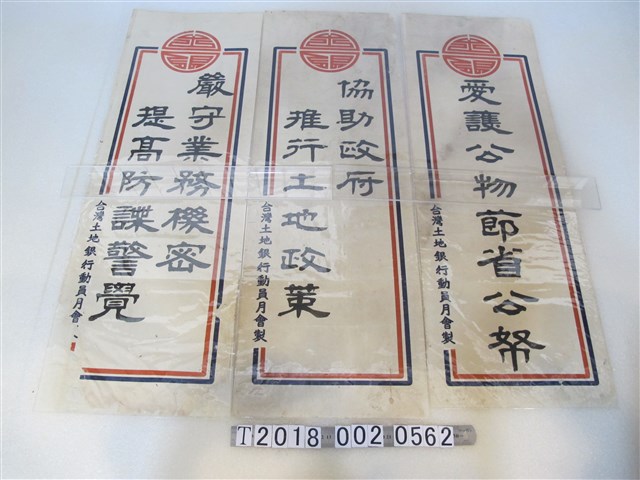 愛護公物節省公帑
台灣土地銀行動員月會製
協助政府
推行土地政策
台灣土地銀行動員月會製
嚴守業務機密
提高防諜警覺
台灣土地銀行動員月會
T2018 002 0562